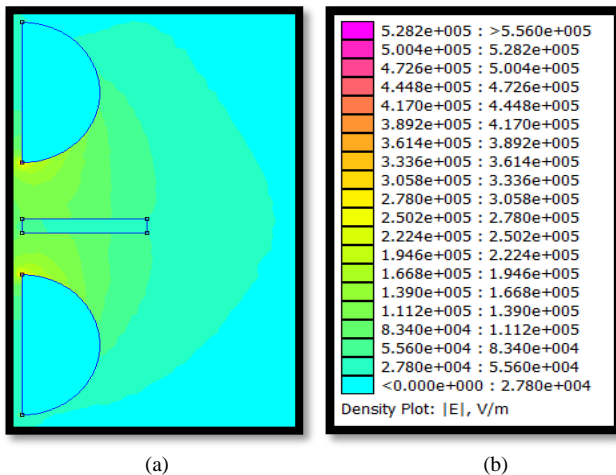 5.282e+005 : >5.560e+005
5.004e+005 : 5.282e+005
4.726e+005 : 5.004e+005
4.448e+005 : 4.726e+005
4.170e+005 : 4.448e+005
3.892e+005 : 4.170e+005
3.614e+005 : 3.892e+005
3.336e+005 : 3.614e+005
3.058e+005 : 3.336e+005
2.780e+005 : 3.058e+005
2.502e+005 : 2.780e+005
2.224e+005 : 2.502e+005
1.946e+005 : 2.224e+005
1.668e+005 : 1.946e+005
1.390e+005 : 1.668e+005
1.112e+005 : 1.390e+005
8.340e+004 : 1.112e+005
5.560e+004 : 8.340e+004
2.780e+004 : 5.560e+004
<0.000e+000 : 2.780e+004
Density Plot: |E|, V/m
(a)
(b)